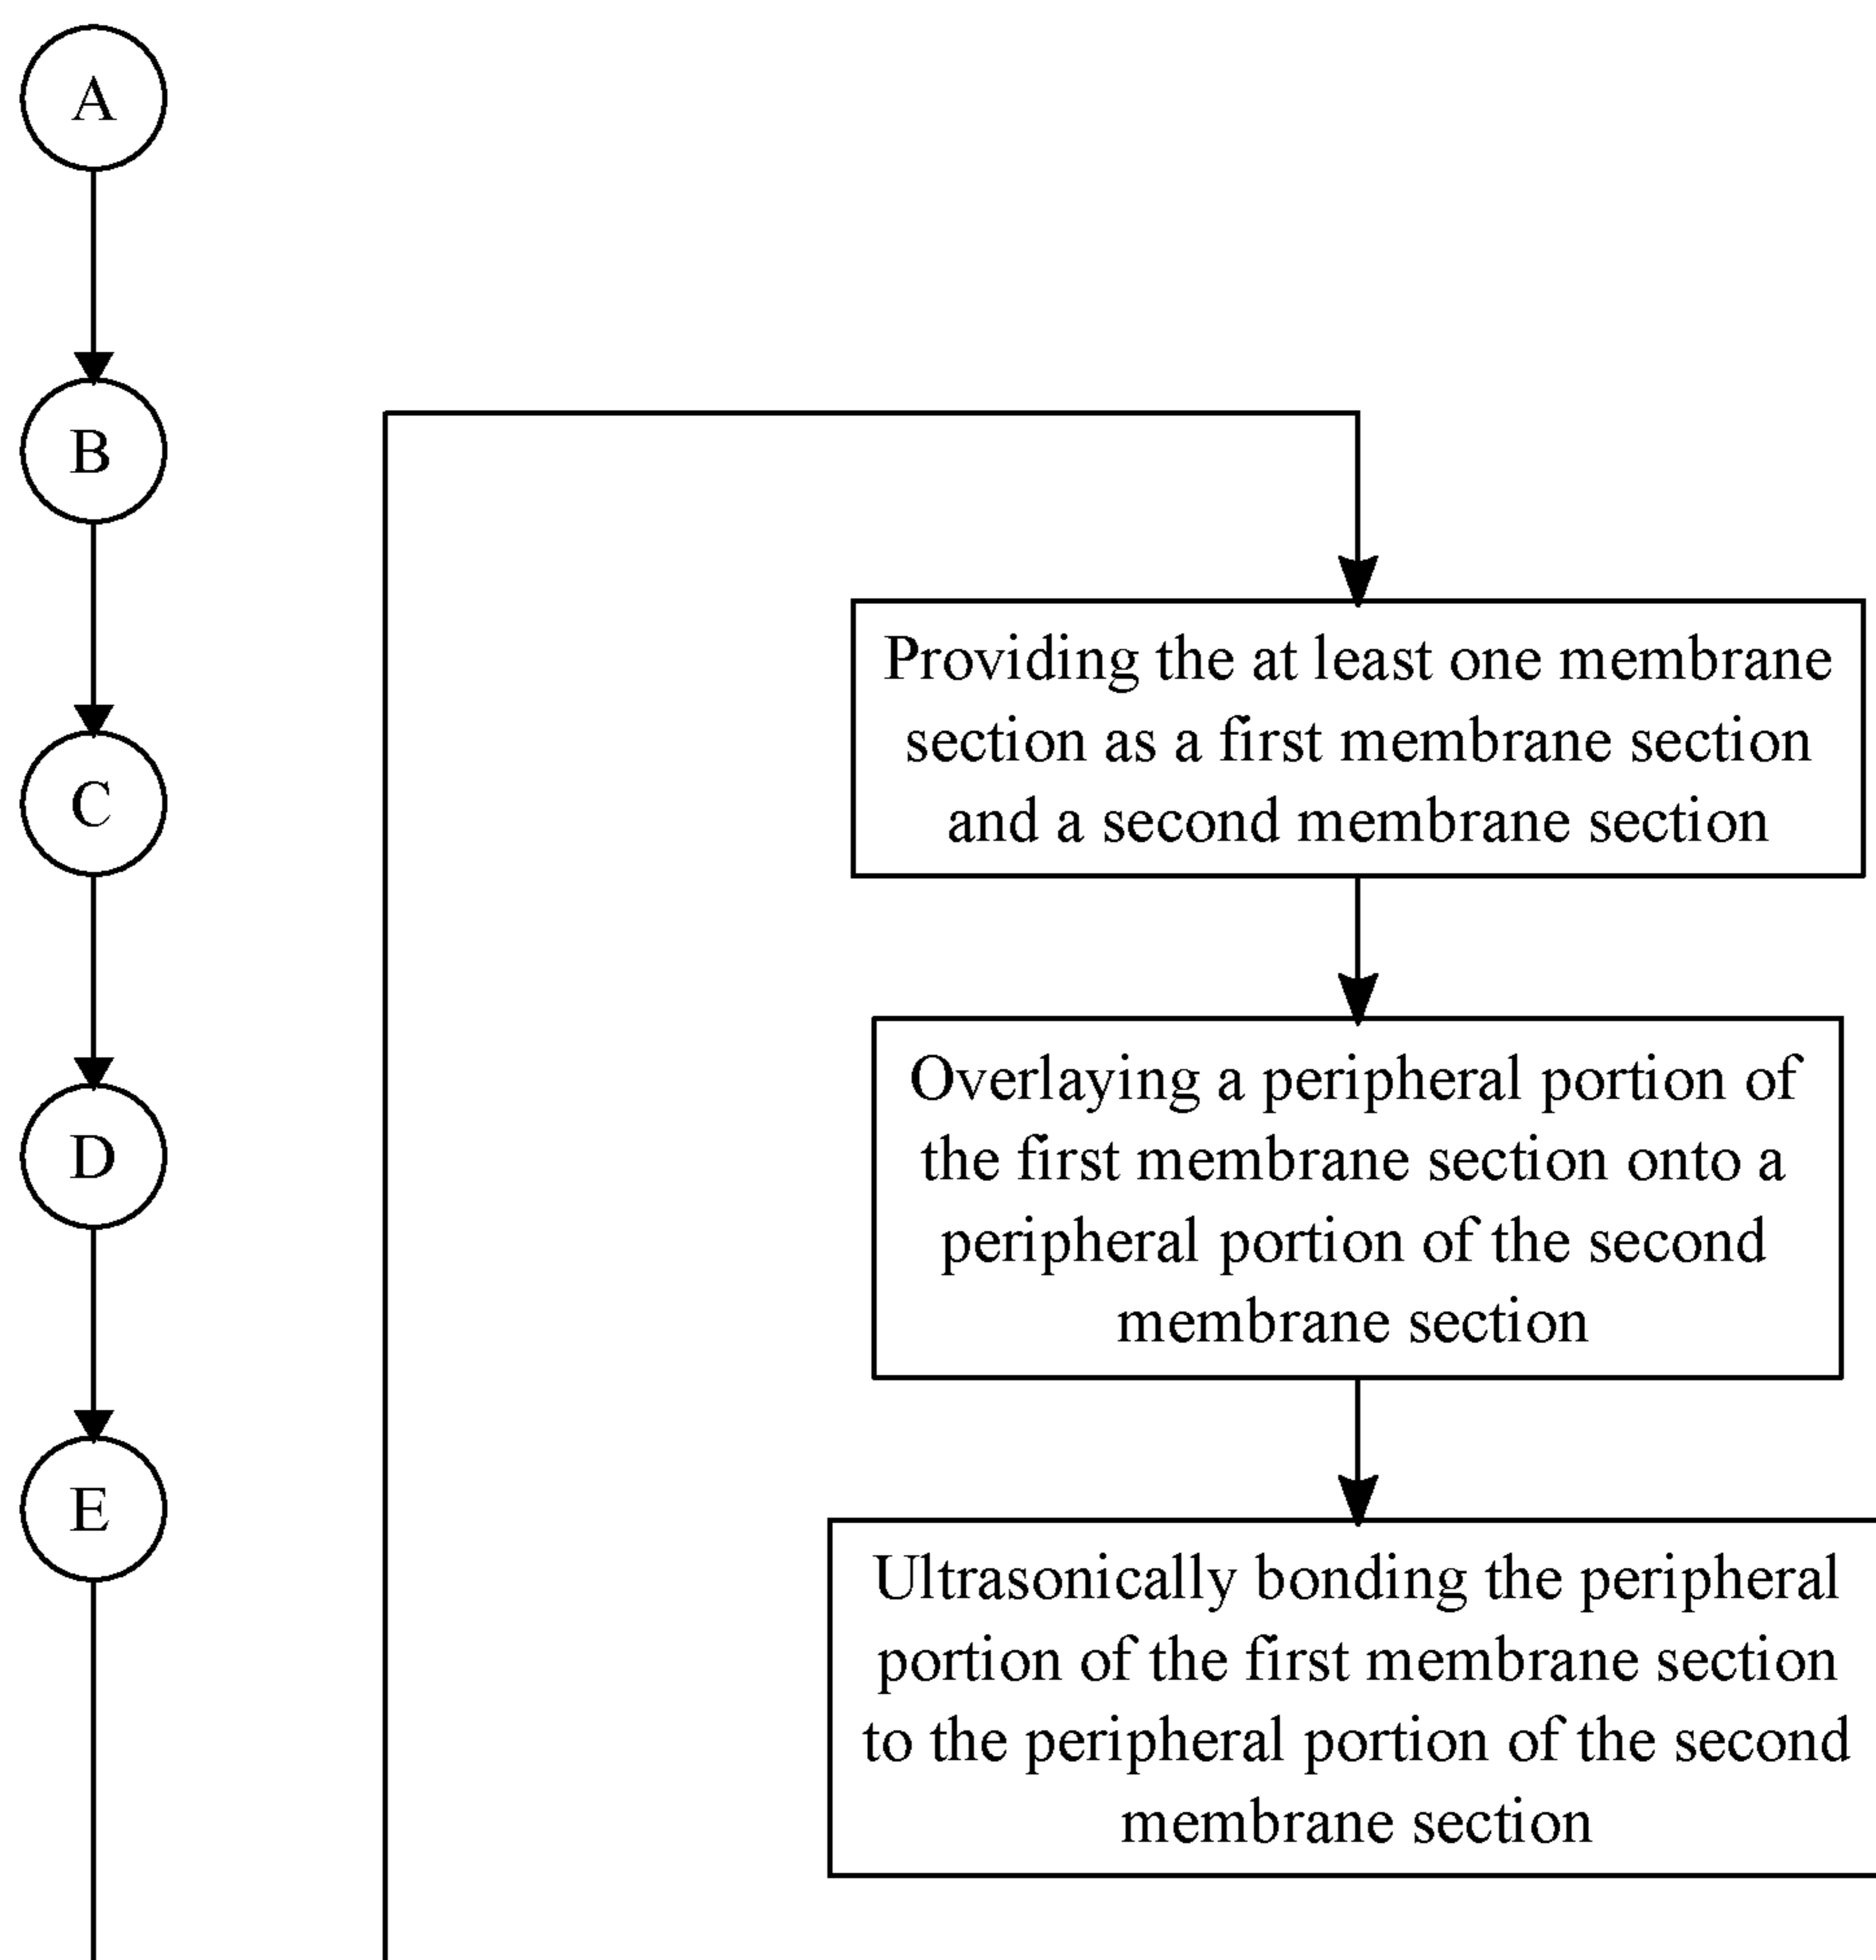 A
B
C
D
E
Providing the at least one membrane
section as a first membrane section
and a second membrane section
Overlaying a peripheral portion of
the first membrane section onto a
peripheral portion of the second
membrane section
Ultrasonically bonding the peripheral
portion of the first membrane section
to the peripheral portion of the second
membrane section